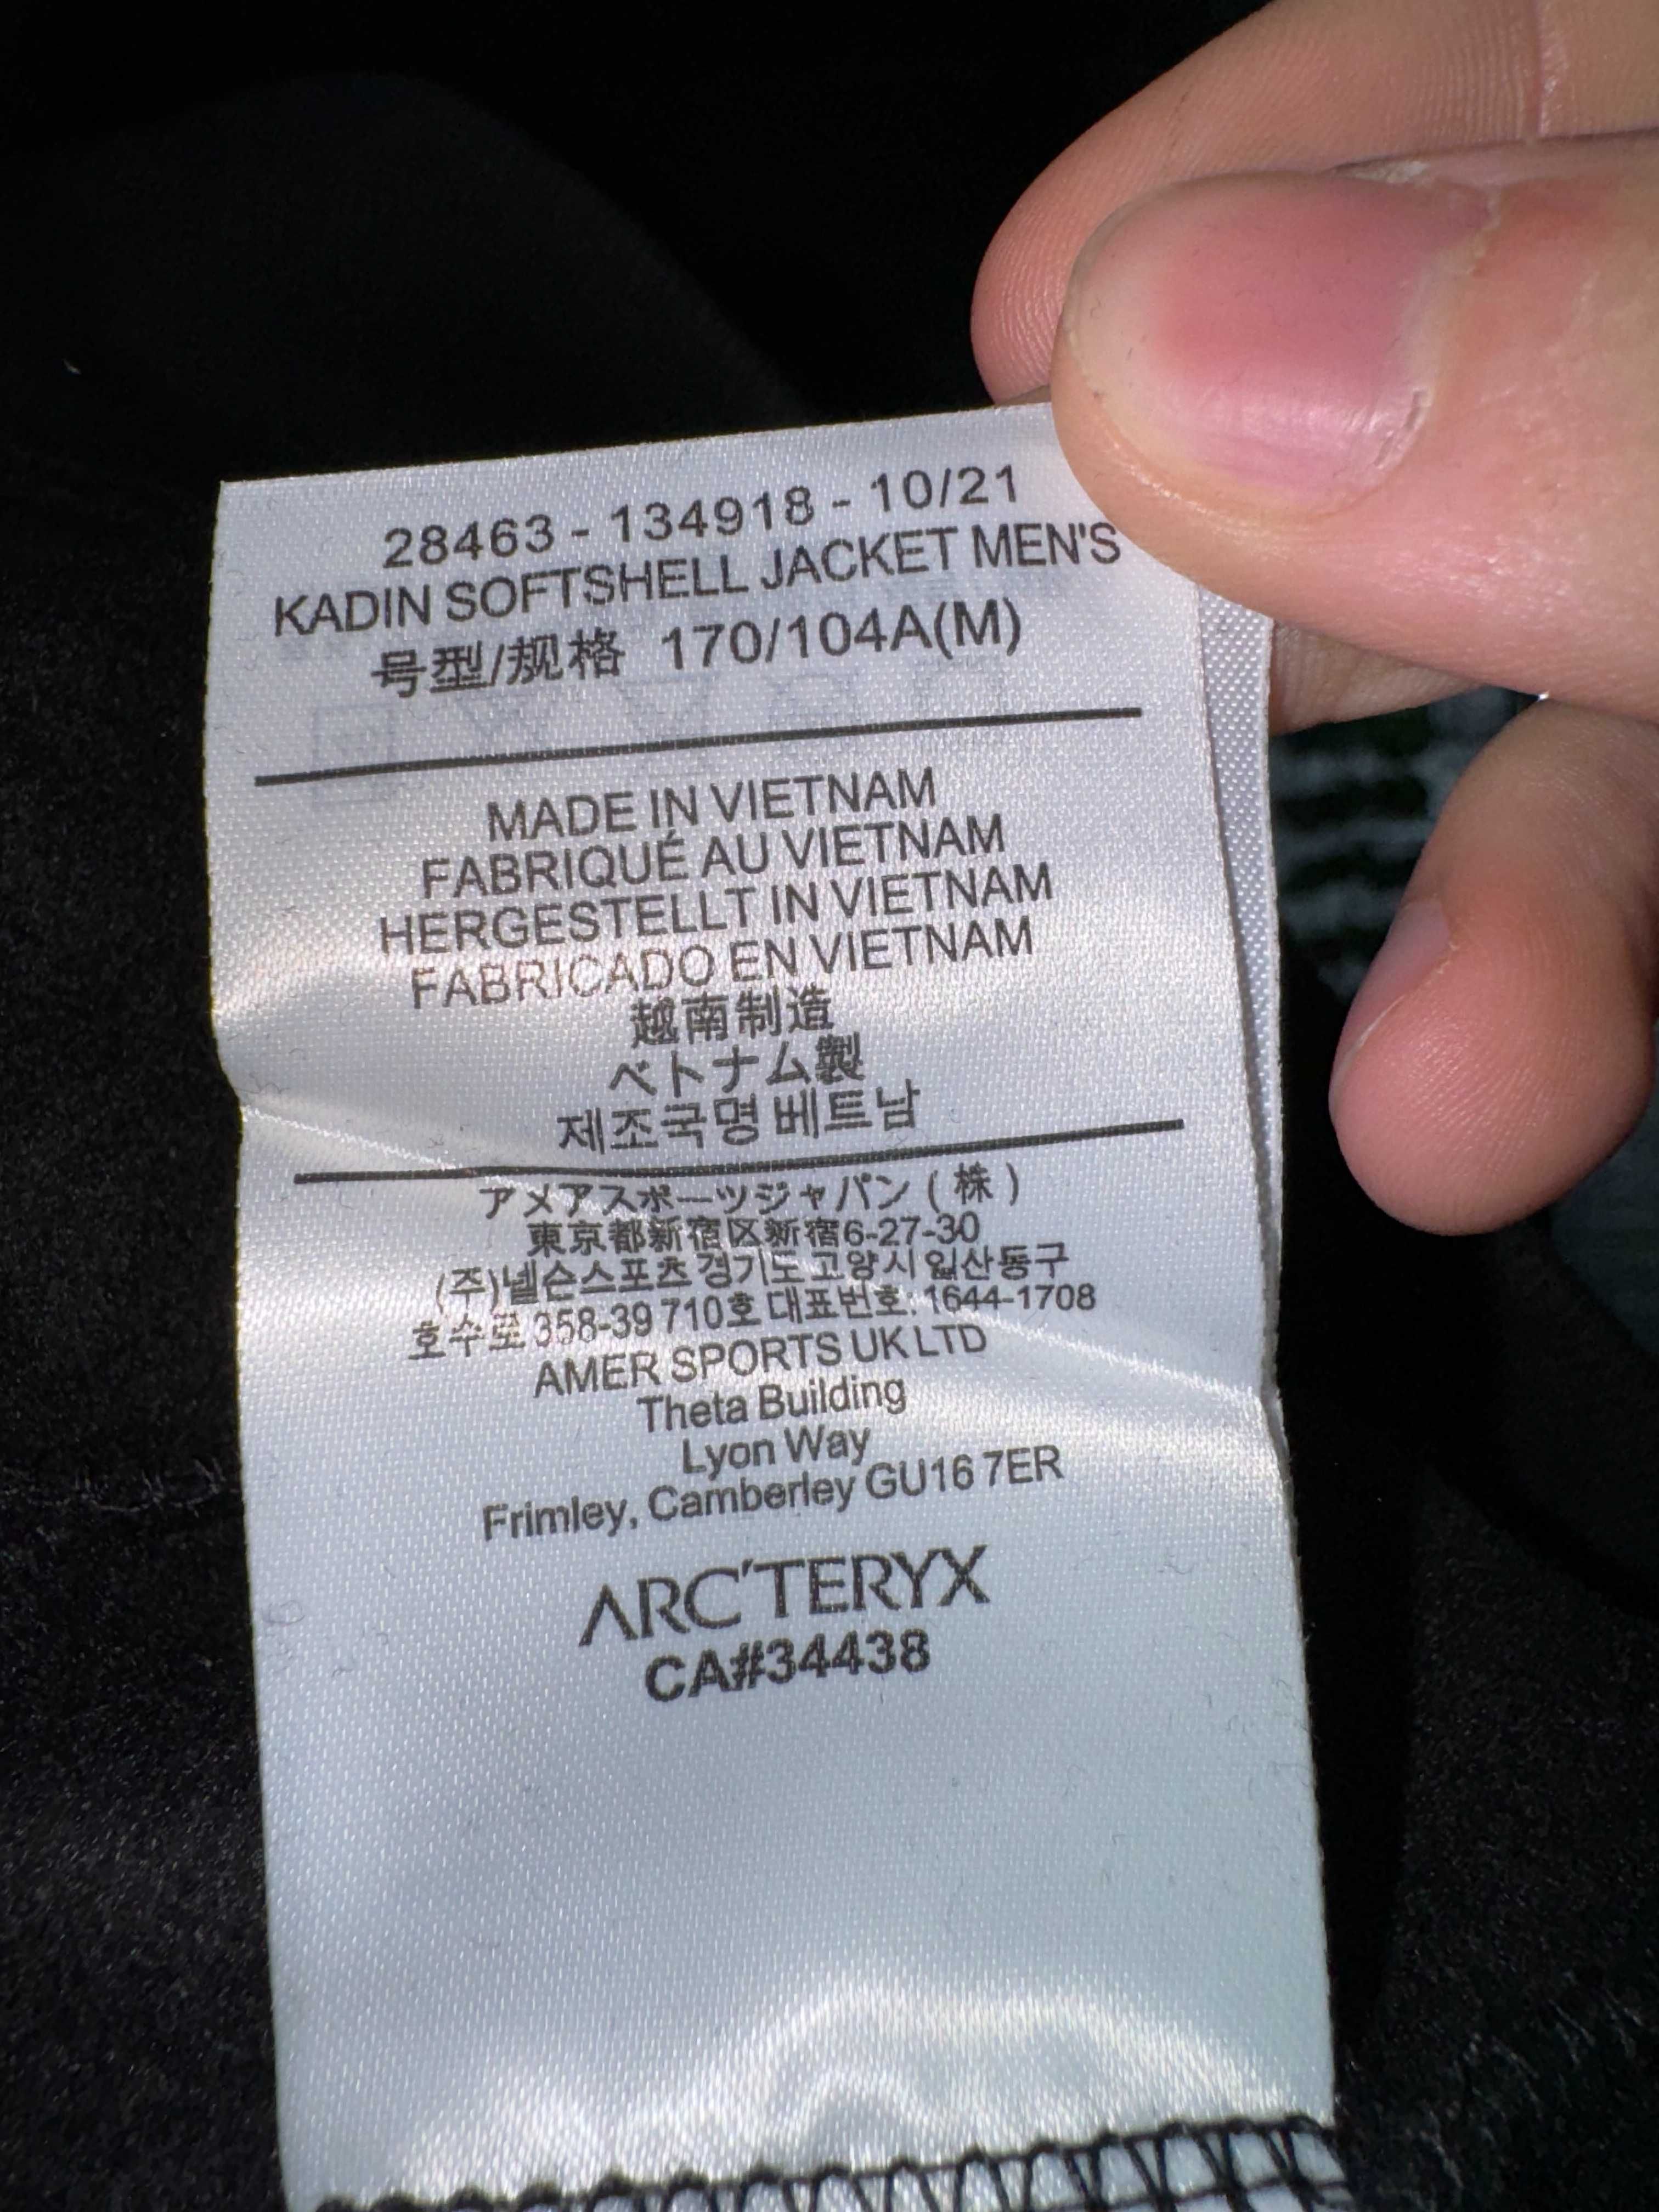 28463 - 134918 - 10/21
KADIN SOFTSHELL JACKET MEN'S
号型/规格 170/104A(M)
MADE IN VIETNAM
FABRIQUÉ AU VIETNAM
HERGESTELLT IN VIETNAM
FABRICADO EN VIETNAM
越南制造
ベトナム製
제조국명 베트남
アメアスポーツジャパン ( 株 )
東京都新宿区新宿6-27-30
(주)넬슨스포츠 경기도 고양시 일산동구
호수로 358-39 710호 대표번호: 1644-1708
AMER SPORTS UK LTD
Theta Building
Lyon Way
Frimley, Camberley GU16 7ER
ARC'TERYX
CA#34438